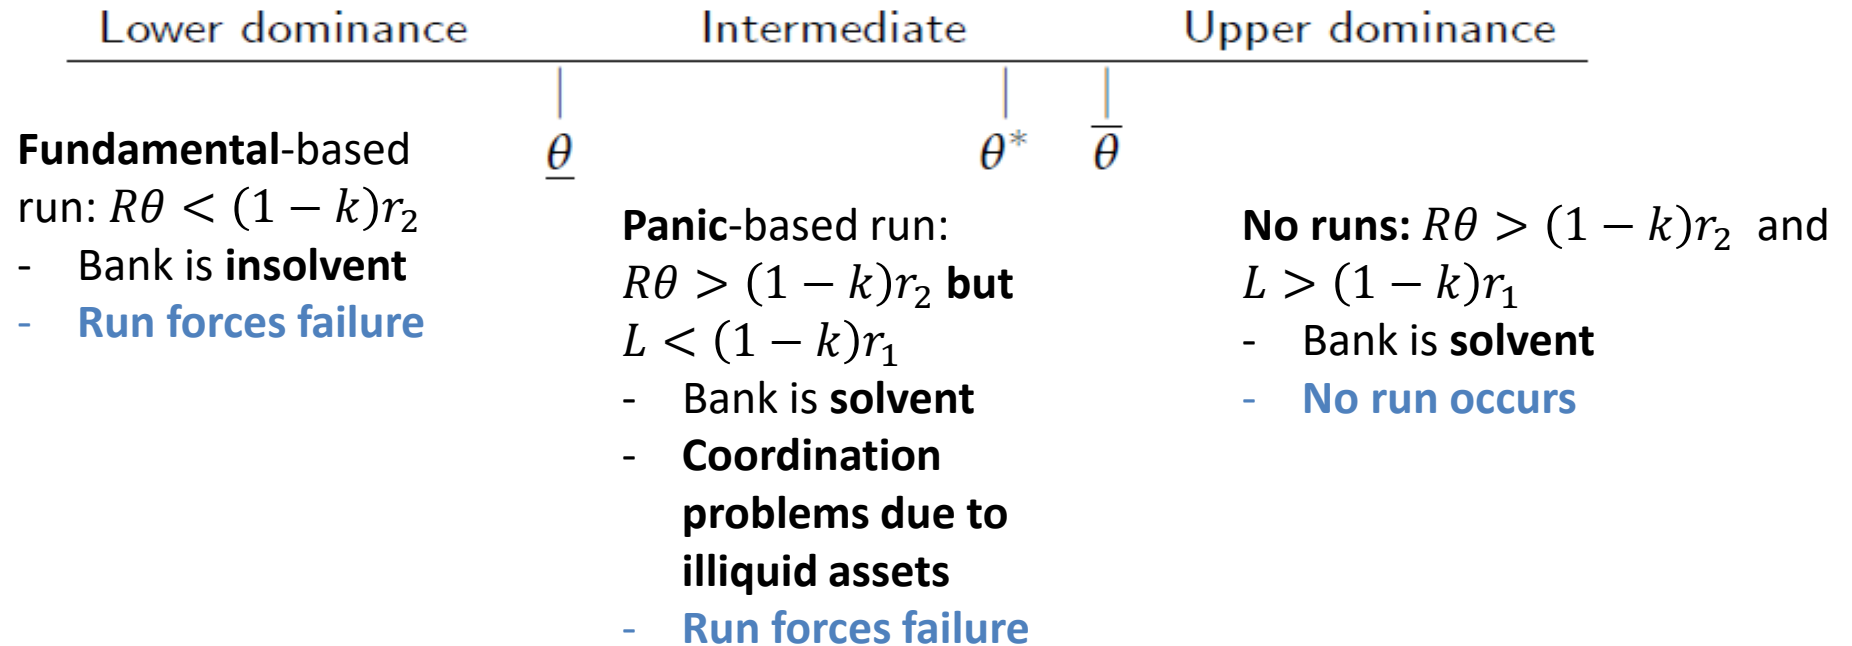 Lower dominance Intermediate Upper dominance
θ θ* θ̅
Fundamental-based
run: Rθ < (1 − k)r₂
- Bank is insolvent
- Run forces failure
Panic-based run:
Rθ > (1 − k)r₂ but
L < (1 − k)r₁
- Bank is solvent
- Coordination
problems due to
illiquid assets
- Run forces failure
No runs: Rθ > (1 − k)r₂ and
L > (1 − k)r₁
- Bank is solvent
- No run occurs